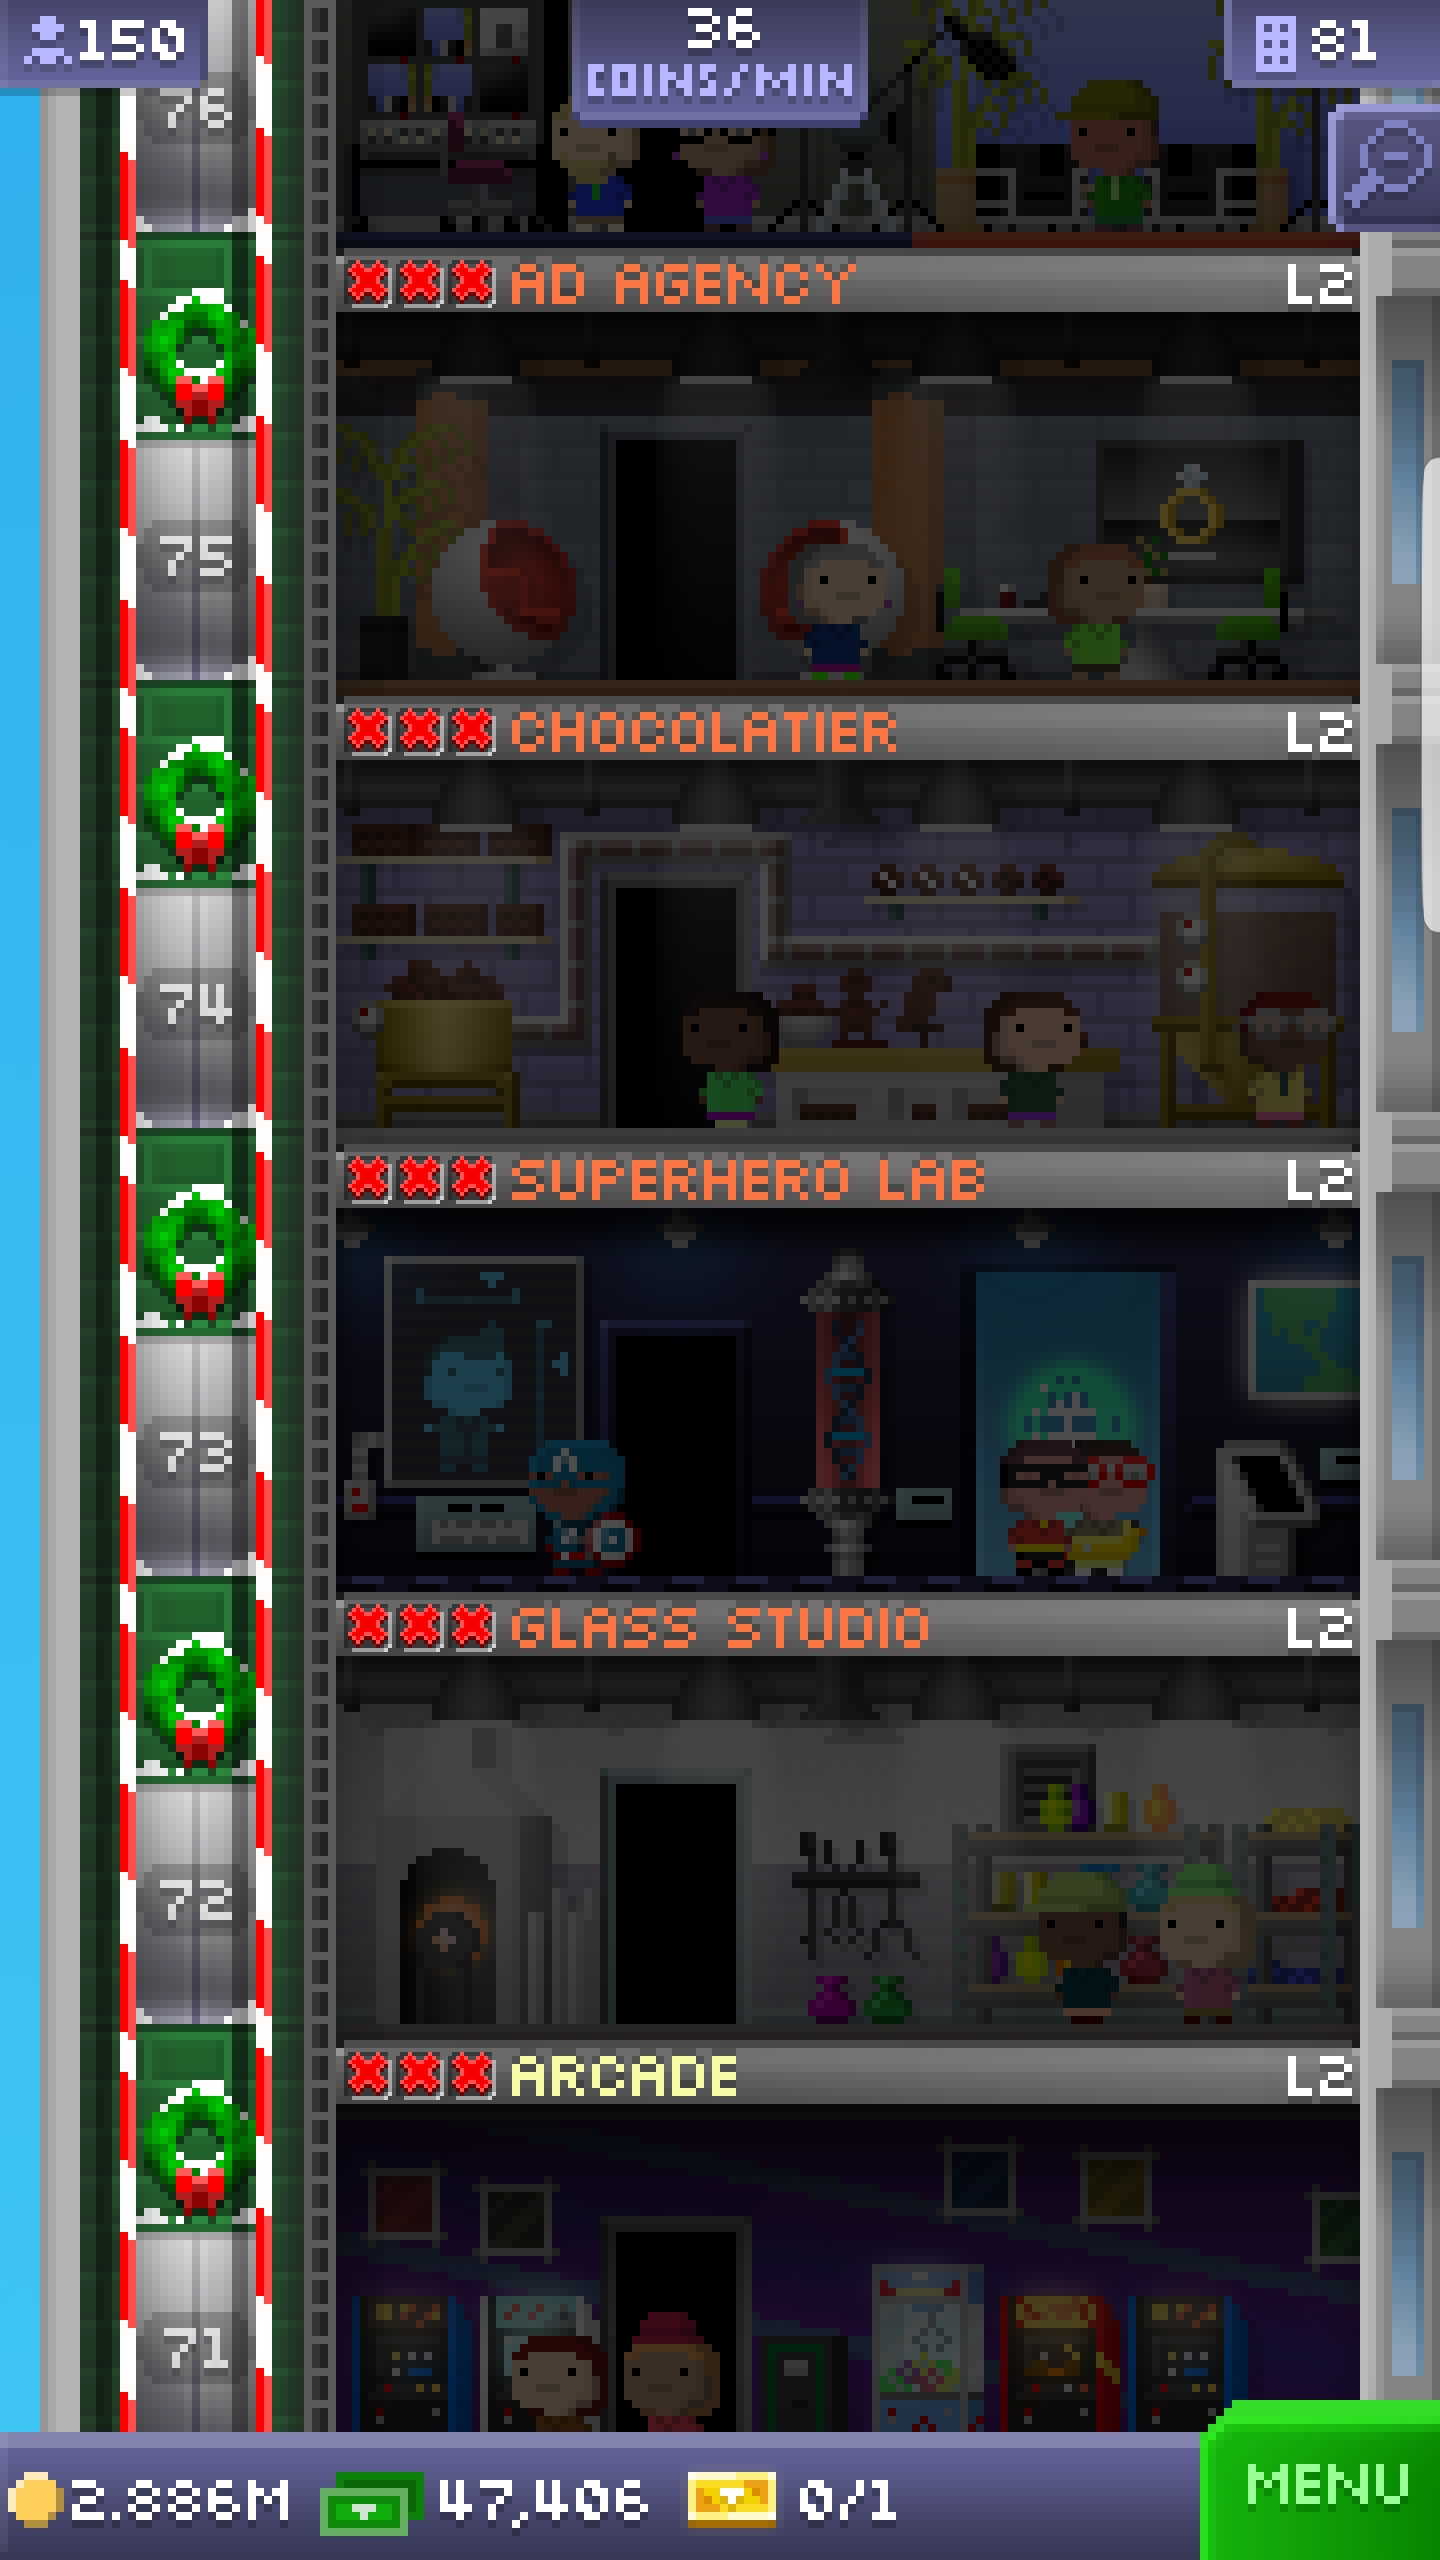 150
36
COINS/MIN
81
76
AD AGENCY L2
75
CHOCOLATIER L2
74
SUPERHERO LAB L2
73
GLASS STUDIO L2
72
ARCADE L2
71
2.886M 47,406 0/1
MENU